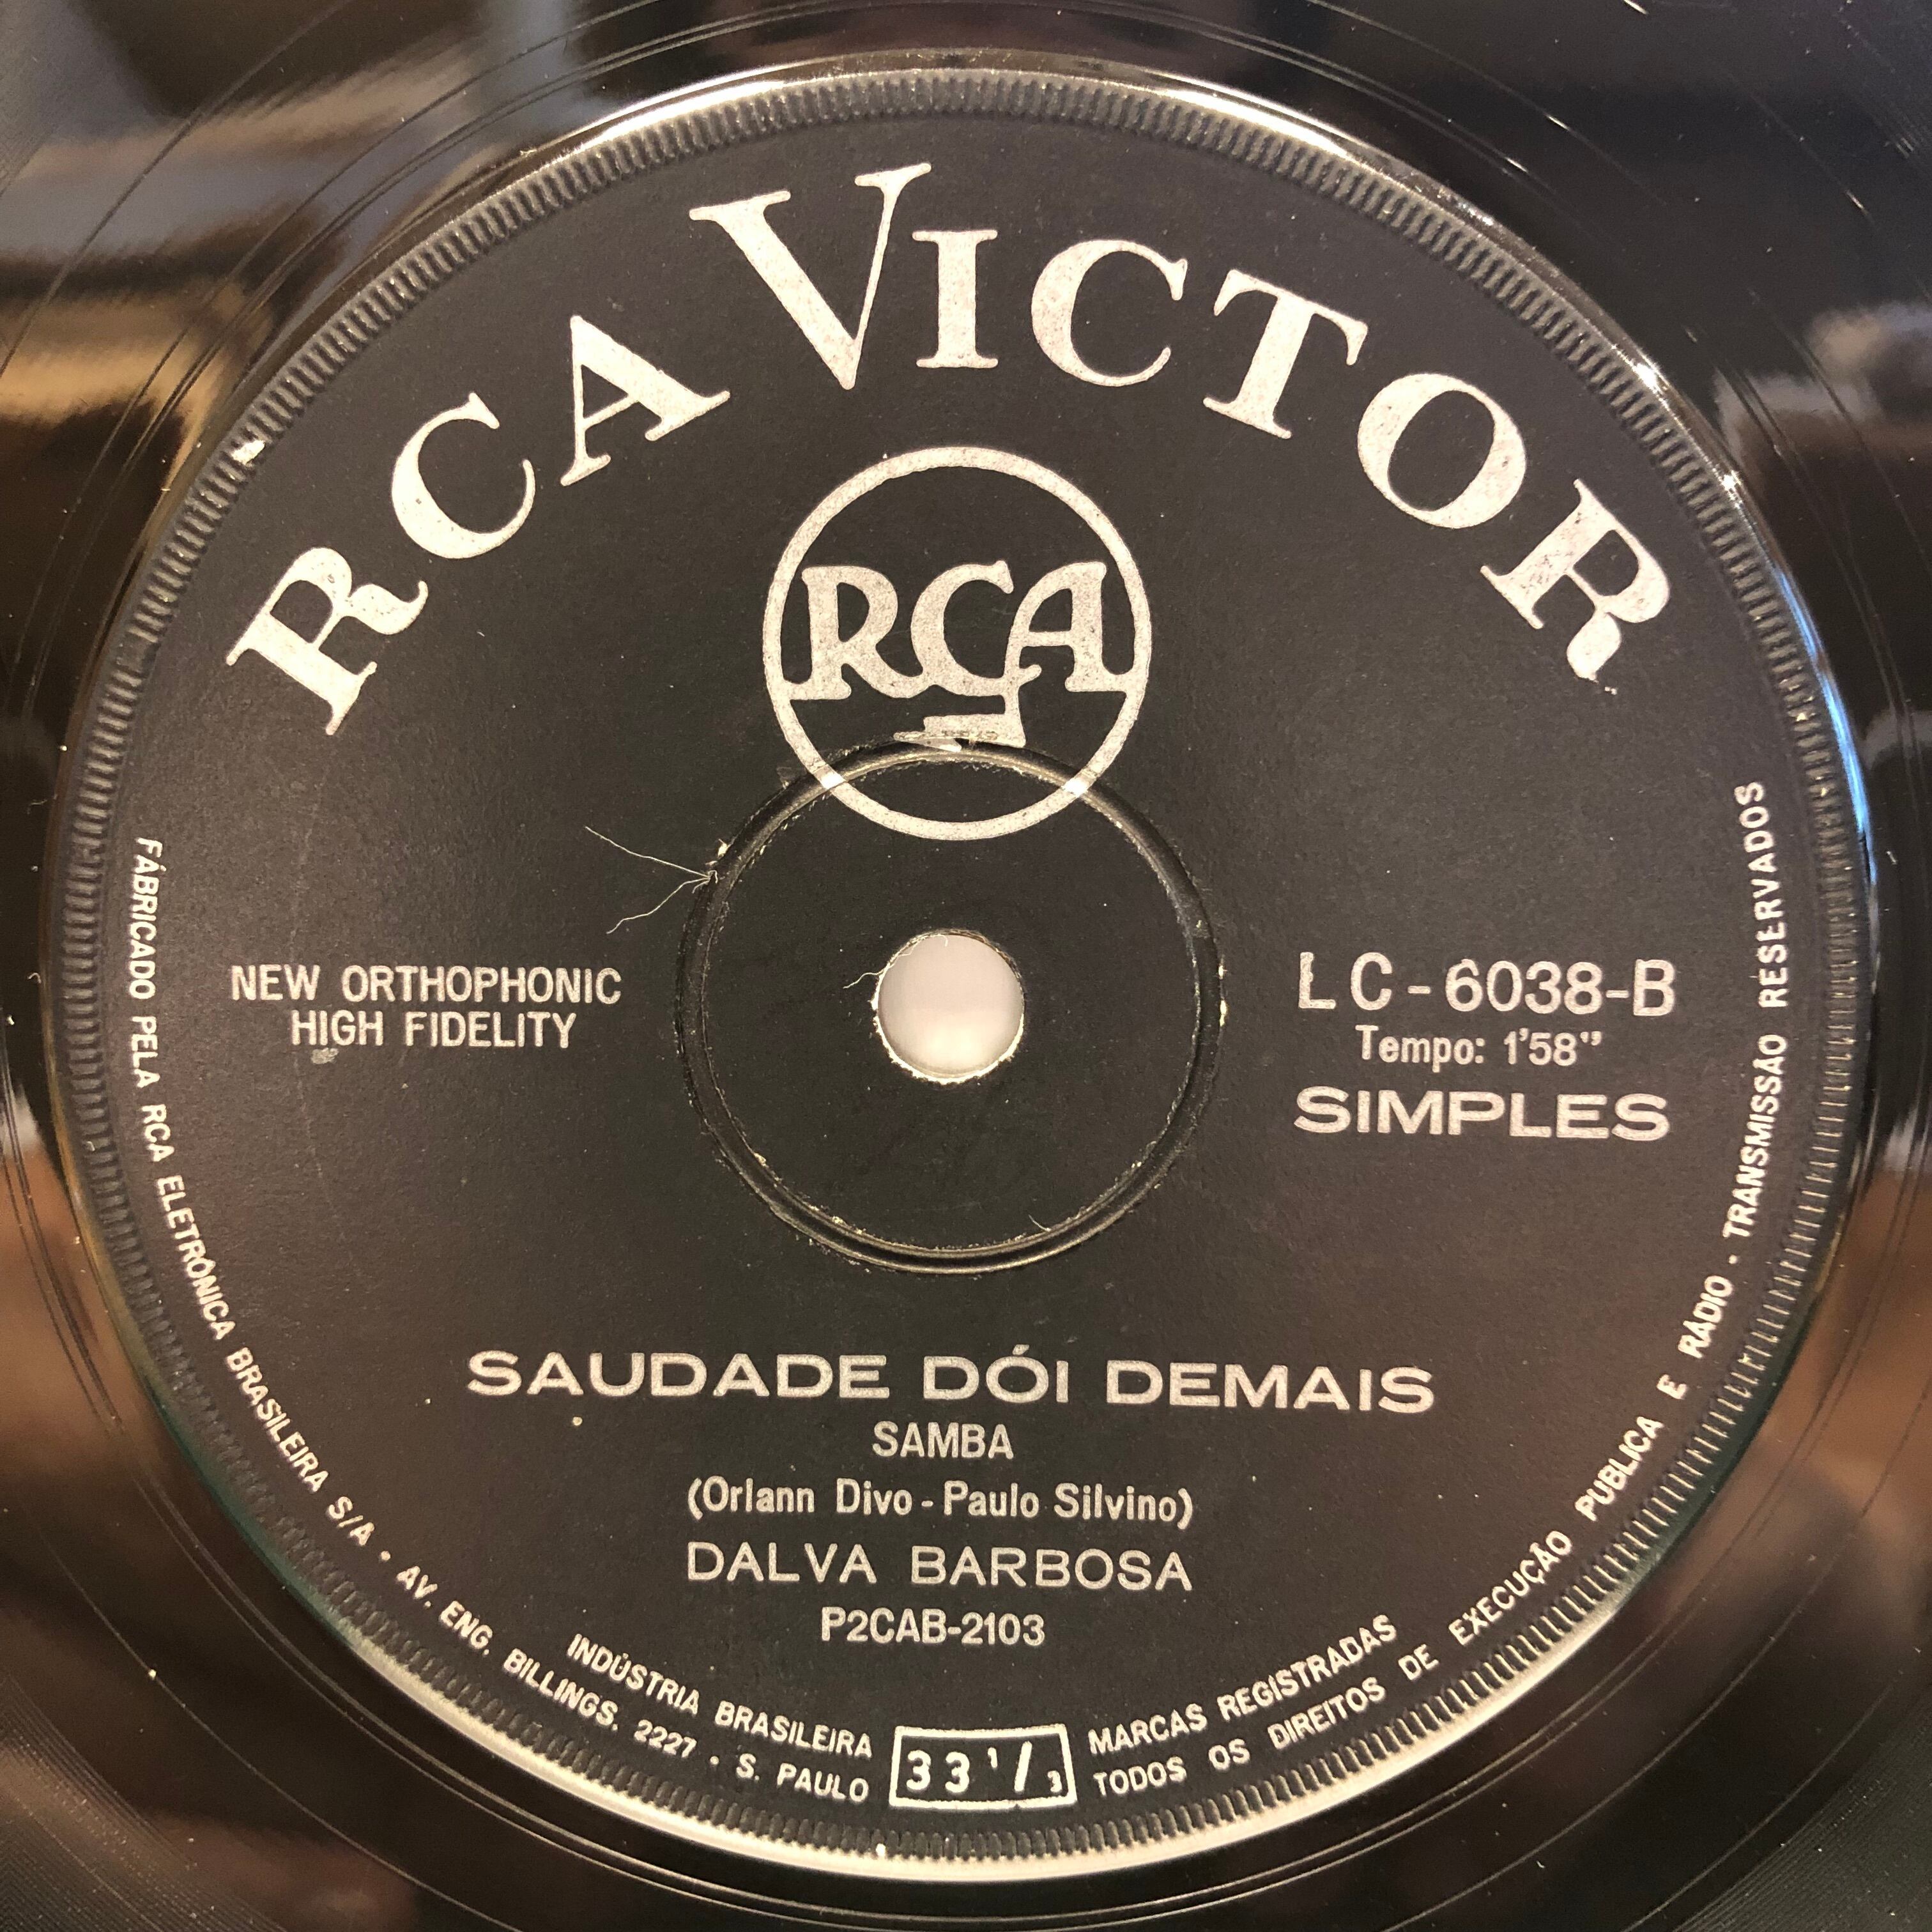 RCA VICTOR
RCA
NEW ORTHOPHONIC
HIGH FIDELITY
LC-6038-B
Tempo: 1'58"
SIMPLES
SAUDADE DÓI DEMAIS
SAMBA
(Orlann Divo - Paulo Silvino)
DALVA BARBOSA
P2CAB-2103
INDÚSTRIA BRASILEIRA
33 1/3
MARCAS REGISTRADAS
FÁBRICADO PELA RCA ELETRÔNICA BRASILEIRA S/A • AV. ENG. BILLINGS, 2227 • S. PAULO
TODOS OS DIREITOS DE EXECUÇÃO PUBLICA E RÁDIO - TRANSMISSÃO RESERVADOS